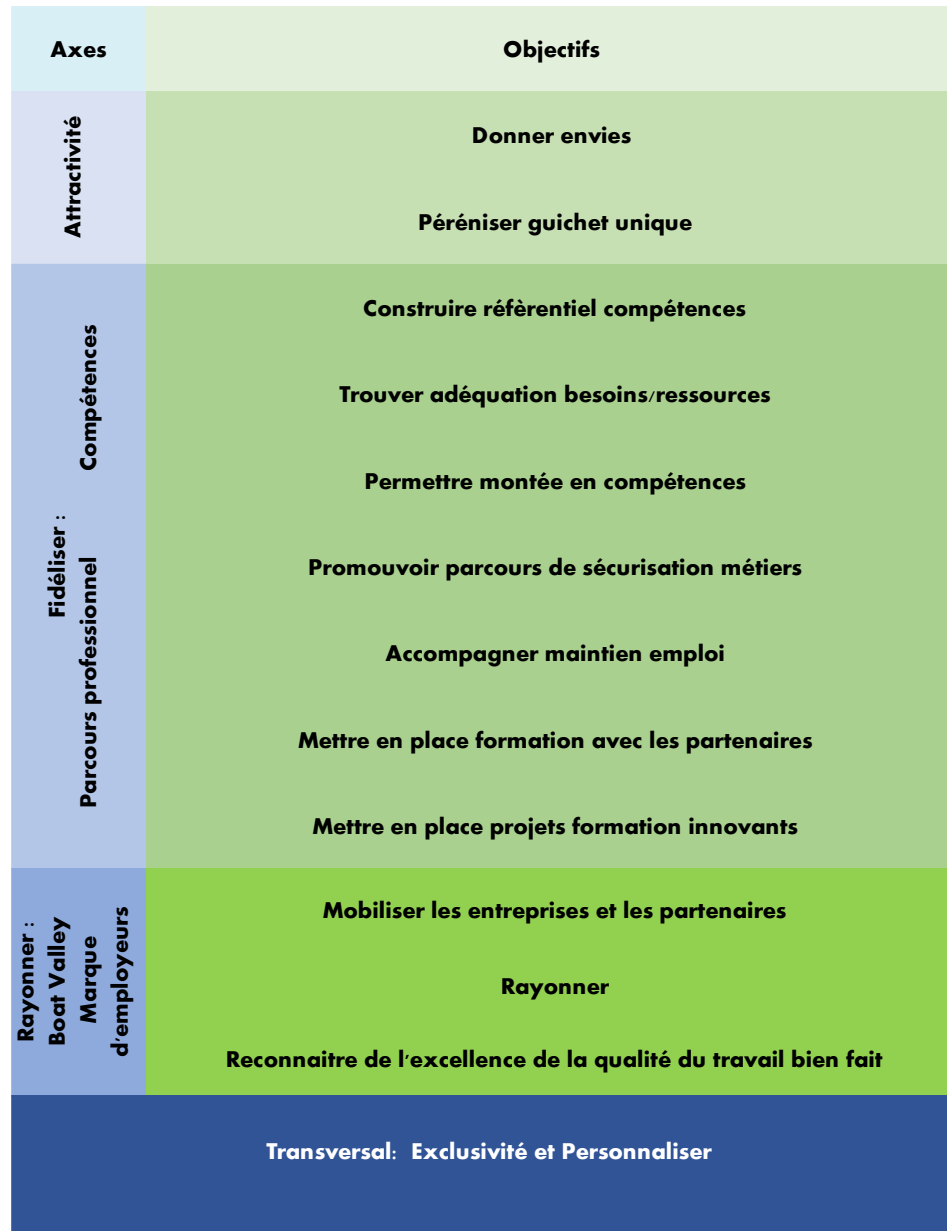 Axes
Objectifs
Attractivité
Donner envies
Péréniser guichet unique
Fidéliser :
Parcours professionnel Compétences
Construire réfèrentiel compétences
Trouver adéquation besoins/ressources
Permettre montée en compétences
Promouvoir parcours de sécurisation métiers
Accompagner maintien emploi
Mettre en place formation avec les partenaires
Mettre en place projets formation innovants
Rayonner :
Boat Valley
Marque
d'employeurs
Mobiliser les entreprises et les partenaires
Rayonner
Reconnaitre de l'excellence de la qualité du travail bien fait
Transversal: Exclusivité et Personnaliser